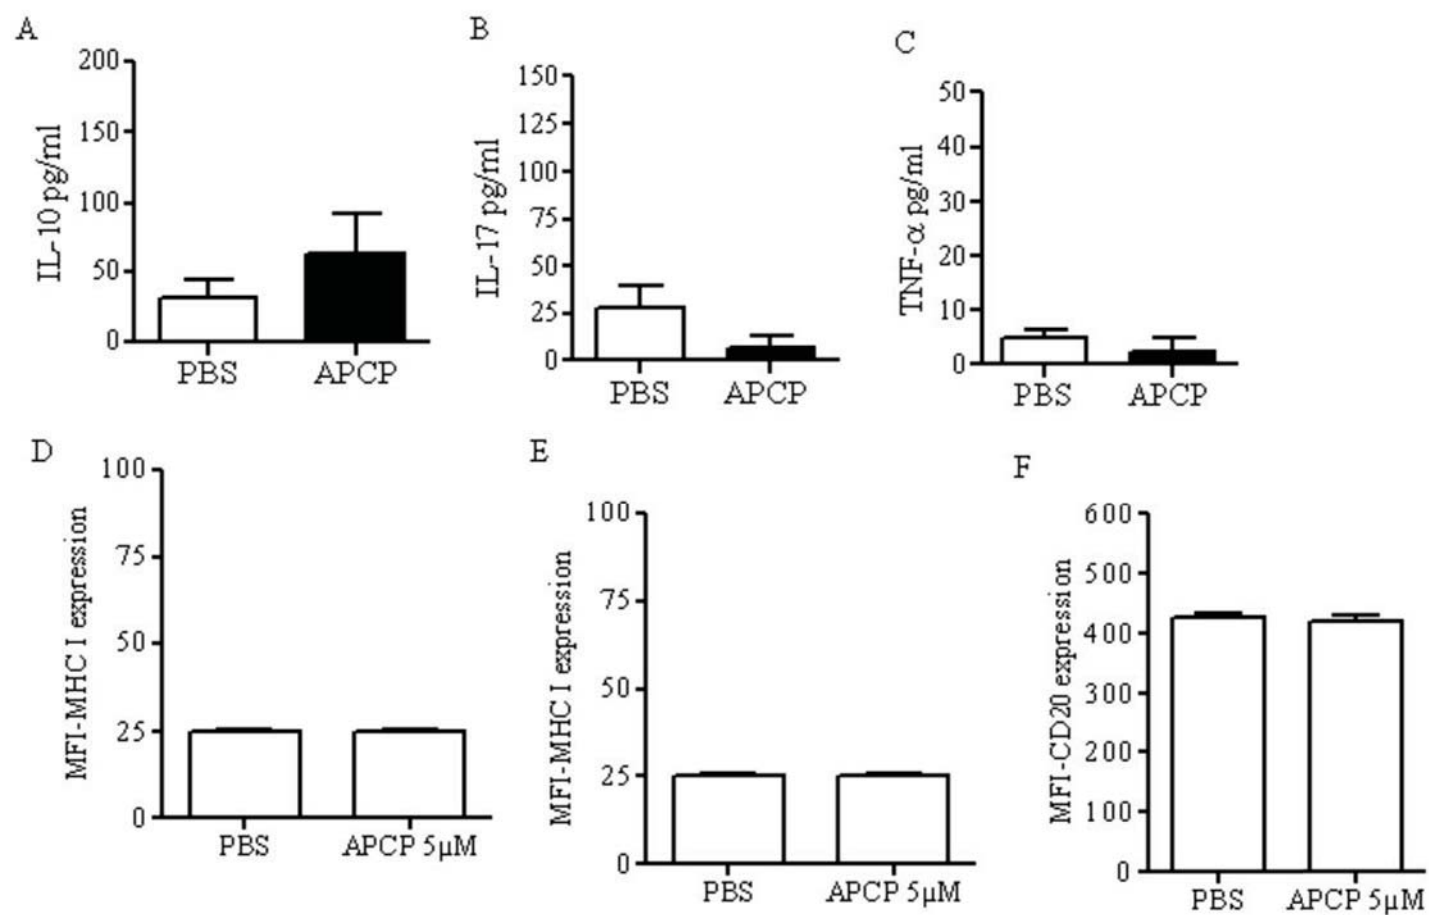 A
IL-10 pg/ml
200
150
100
50
0
PBS APCP
B
IL-17 pg/ml
150
125
100
75
50
25
0
PBS APCP
C
TNF-α pg/ml
50
40
30
20
10
0
PBS APCP
D
MFI-MHC I expression
100
75
50
25
0
PBS APCP 5μM
E
MFI-MHC I expression
100
75
50
25
0
PBS APCP 5μM
F
MFI-CD20 expression
600
500
400
300
200
100
0
PBS APCP 5μM